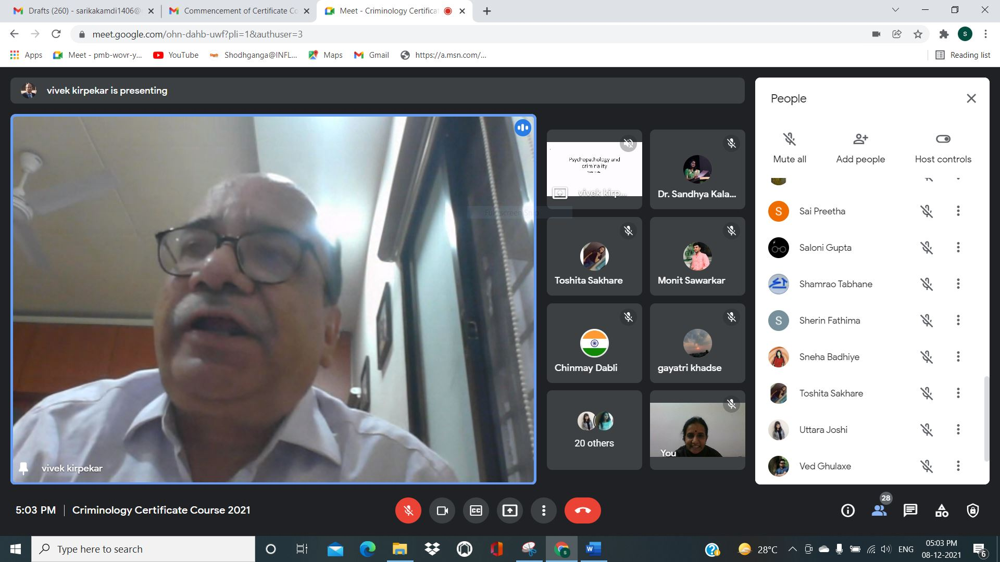 Drafts (260) - sarikakamdi1406@
Commencement of Certificate Co
Meet - Criminology Certificat
meet.google.com/ohn-dahb-uwf?pli=1&authuser=3
S
Apps
Meet - pmb-wovr-y...
YouTube
Shodhganga@INFL...
Maps
Gmail
https://a.msn.com/...
Reading list
vivek kirpekar is presenting
vivek kirpekar
Psychopathology and
criminality
vivek kirp...
Dr. Sandhya Kala...
Full-screen Snip
Toshita Sakhare
Monit Sawarkar
Chinmay Dabli
gayatri khadse
20 others
You
People
Mute all
Add people
Host controls
S
Sai Preetha
Saloni Gupta
Shamrao Tabhane
S
Sherin Fathima
Sneha Badhiye
Toshita Sakhare
Uttara Joshi
Ved Ghulaxe
5:03 PM
Criminology Certificate Course 2021
CC
28
Type here to search
W
28°C
ENG
05:03 PM
08-12-2021
6